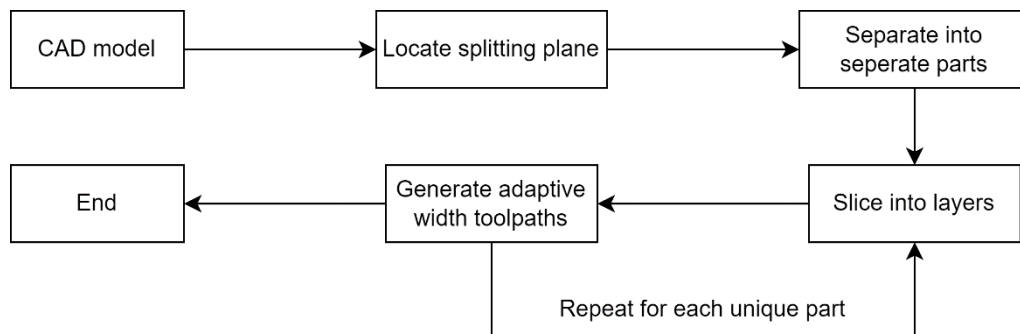 CAD model
Locate splitting plane
Separate into
seperate parts
Slice into layers
Generate adaptive
width toolpaths
End
Repeat for each unique part